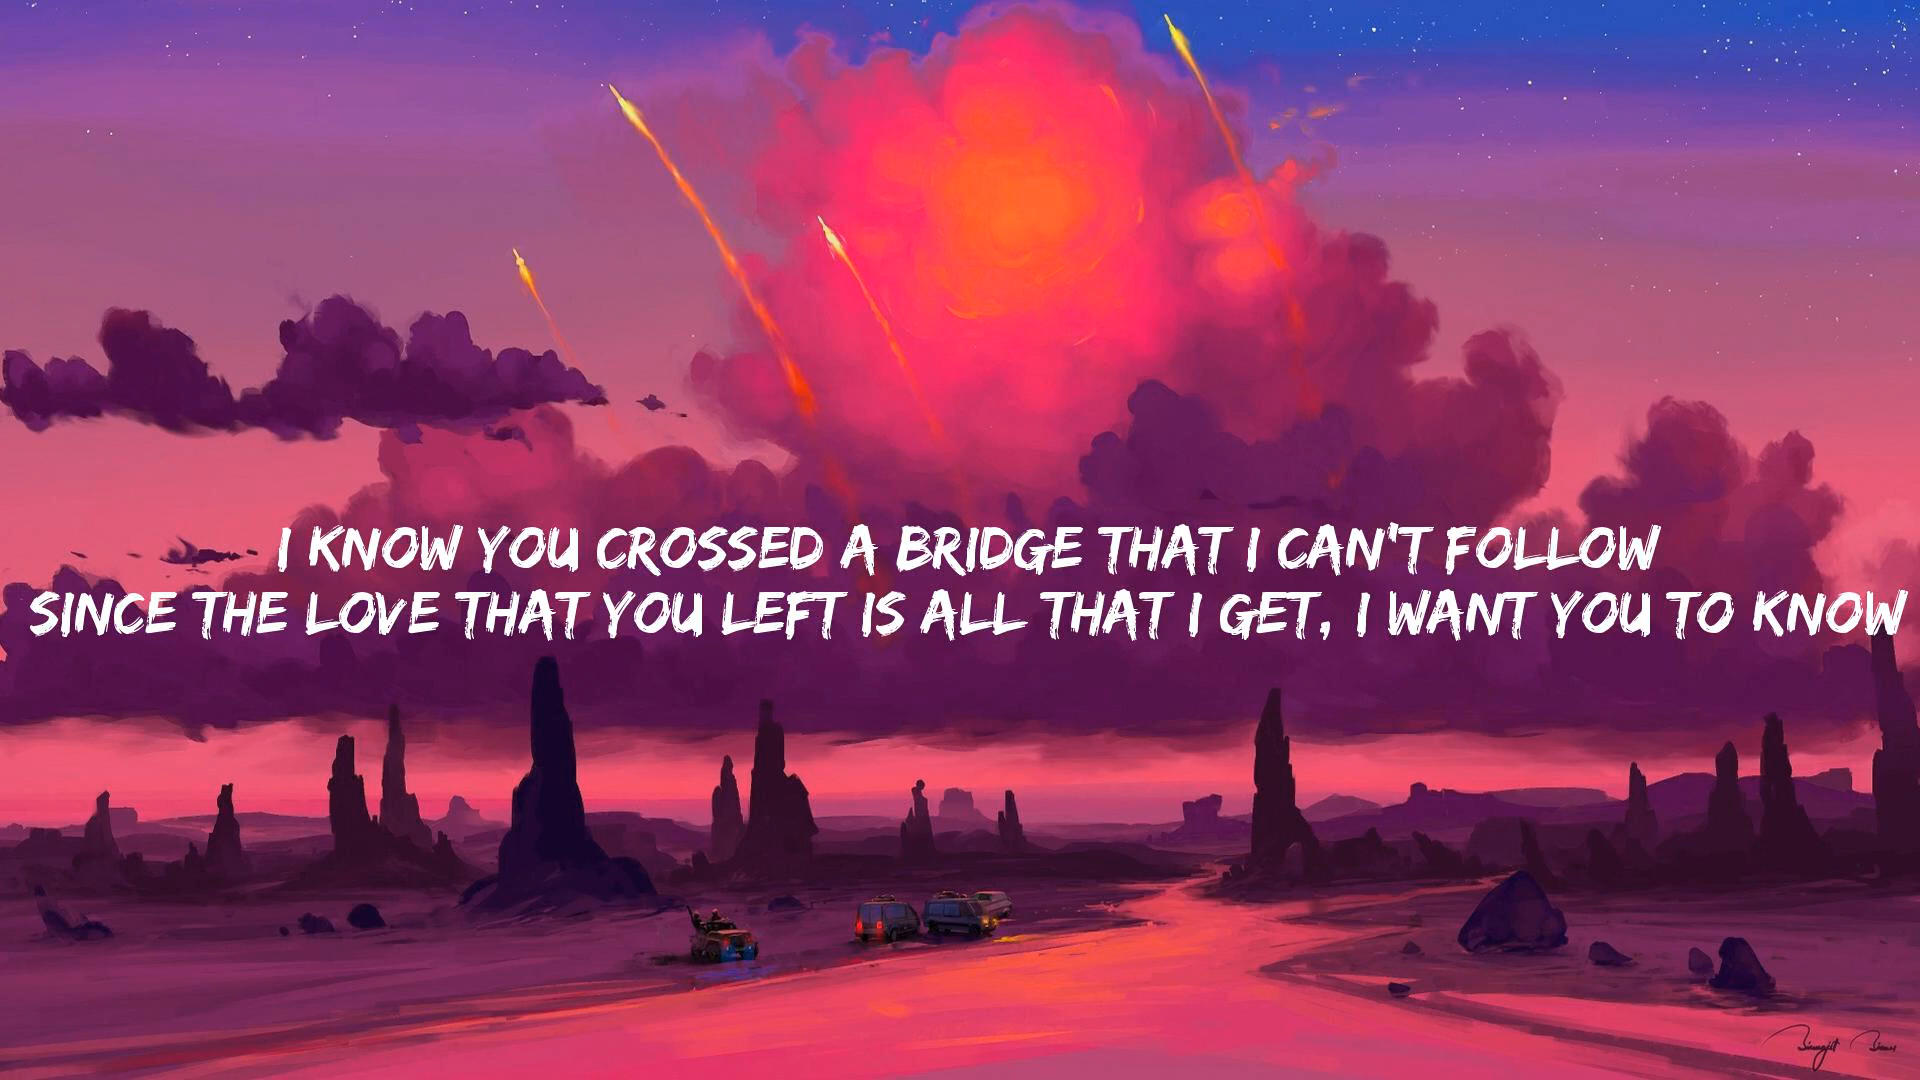 I KNOW YOU CROSSED A BRIDGE THAT I CAN'T FOLLOW
SINCE THE LOVE THAT YOU LEFT IS ALL THAT I GET, I WANT YOU TO KNOW